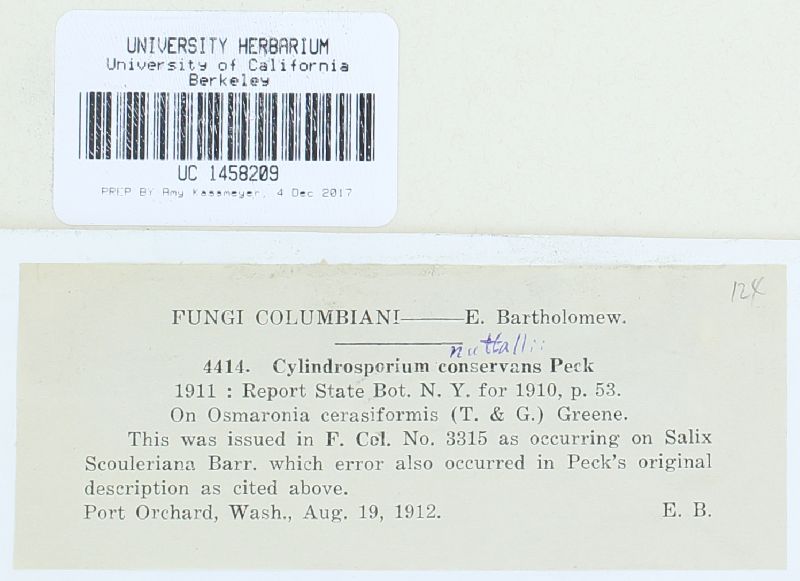 UNIVERSITY HERBARIUM
University of California
Berkeley
UC 1458209
PREP BY Amy Kassmeyer, 4 Dec 2017
124
FUNGI COLUMBIANI——E. Bartholomew.
nuttallii
4414. Cylindrosporium conservans Peck
1911 : Report State Bot. N. Y. for 1910, p. 53.
On Osmaronia cerasiformis (T. & G.) Greene.
This was issued in F. Col. No. 3315 as occurring on Salix
Scouleriana Barr. which error also occurred in Peck's original
description as cited above.
Port Orchard, Wash., Aug. 19, 1912. E. B.